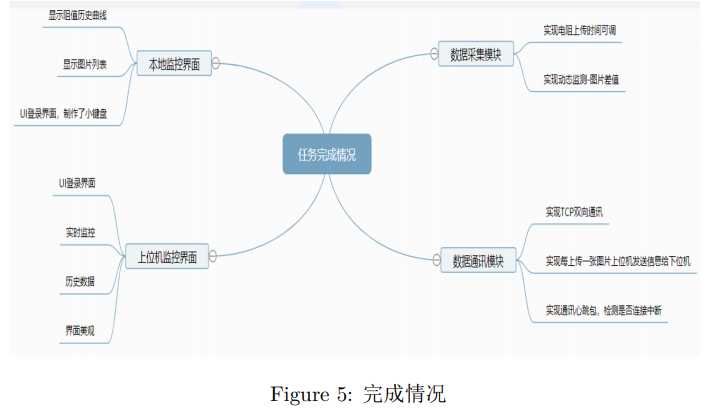 显示阻值历史曲线
显示图片列表
UI登录界面，制作了小键盘
本地监控界面
UI登录界面
实时监控
历史数据
界面美观
上位机监控界面
任务完成情况
数据采集模块
实现电阻上传时间可调
实现动态监测-图片差值
数据通讯模块
实现TCP双向通讯
实现每上传一张图片上位机发送信息给下位机
实现通讯心跳包，检测是否连接中断
Figure 5: 完成情况